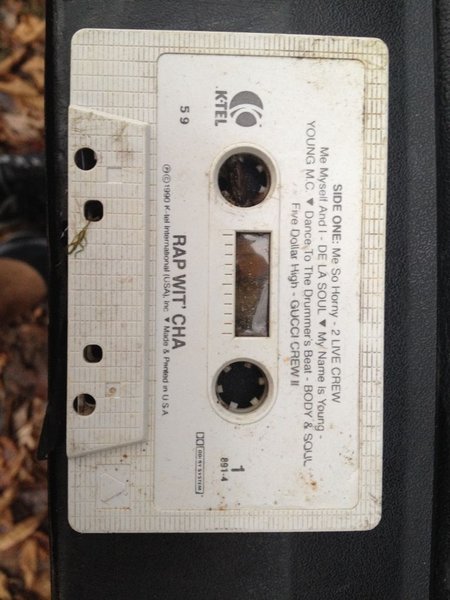 SIDE ONE: Me So Horny - 2 LIVE CREW
Me Myself And I - DE LA SOUL ▼ My Name is Young
YOUNG M.C. ▼ Dance To The Drummer's Beat - BODY & SOUL
Five Dollar High - GUCCI CREW II
K-TEL
59
1
891-4
DOLBY SYSTEM
RAP WIT' CHA
℗©1990 K-tel International (USA), Inc. ▼ Made & Printed in U.S.A.